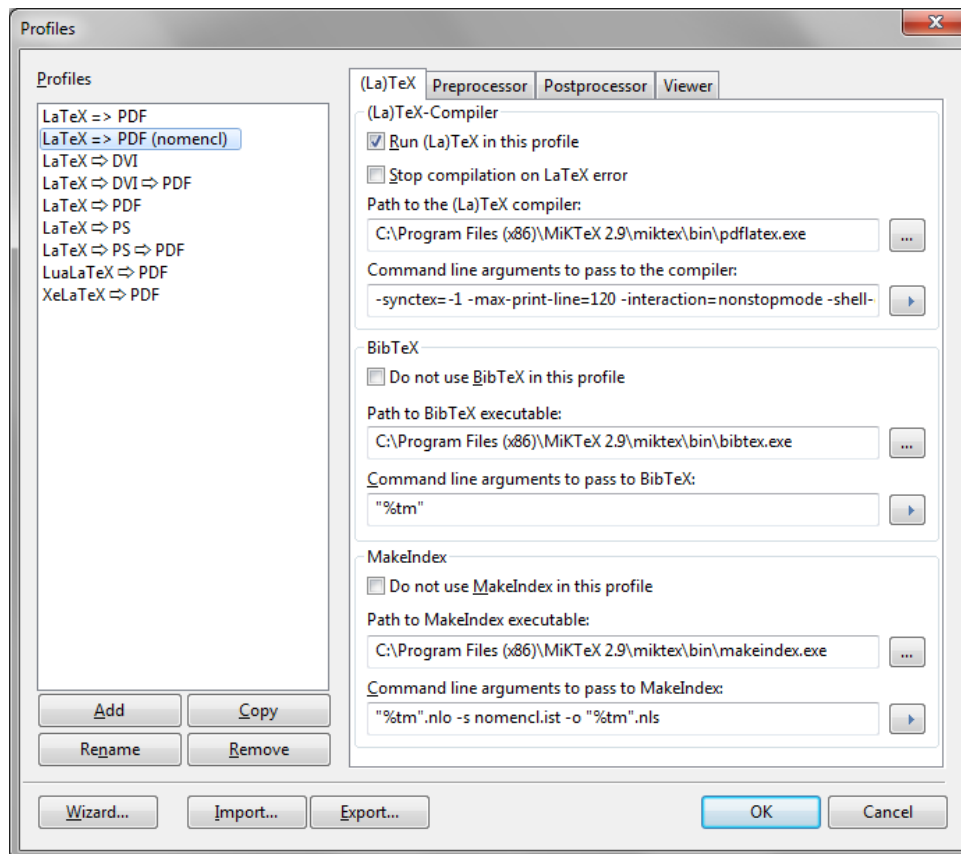 Profiles
Profiles
LaTeX => PDF
LaTeX => PDF (nomencl)
LaTeX ⇨ DVI
LaTeX ⇨ DVI ⇨ PDF
LaTeX ⇨ PDF
LaTeX ⇨ PS
LaTeX ⇨ PS ⇨ PDF
LuaLaTeX ⇨ PDF
XeLaTeX ⇨ PDF
Add
Copy
Rename
Remove
(La)TeX
Preprocessor
Postprocessor
Viewer
(La)TeX-Compiler
Run (La)TeX in this profile
Stop compilation on LaTeX error
Path to the (La)TeX compiler:
C:\Program Files (x86)\MiKTeX 2.9\miktex\bin\pdflatex.exe
...
Command line arguments to pass to the compiler:
-synctex=-1 -max-print-line=120 -interaction=nonstopmode -shell-
BibTeX
Do not use BibTeX in this profile
Path to BibTeX executable:
C:\Program Files (x86)\MiKTeX 2.9\miktex\bin\bibtex.exe
...
Command line arguments to pass to BibTeX:
"%tm"
MakeIndex
Do not use MakeIndex in this profile
Path to MakeIndex executable:
C:\Program Files (x86)\MiKTeX 2.9\miktex\bin\makeindex.exe
...
Command line arguments to pass to MakeIndex:
"%tm".nlo -s nomencl.ist -o "%tm".nls
Wizard...
Import...
Export...
OK
Cancel